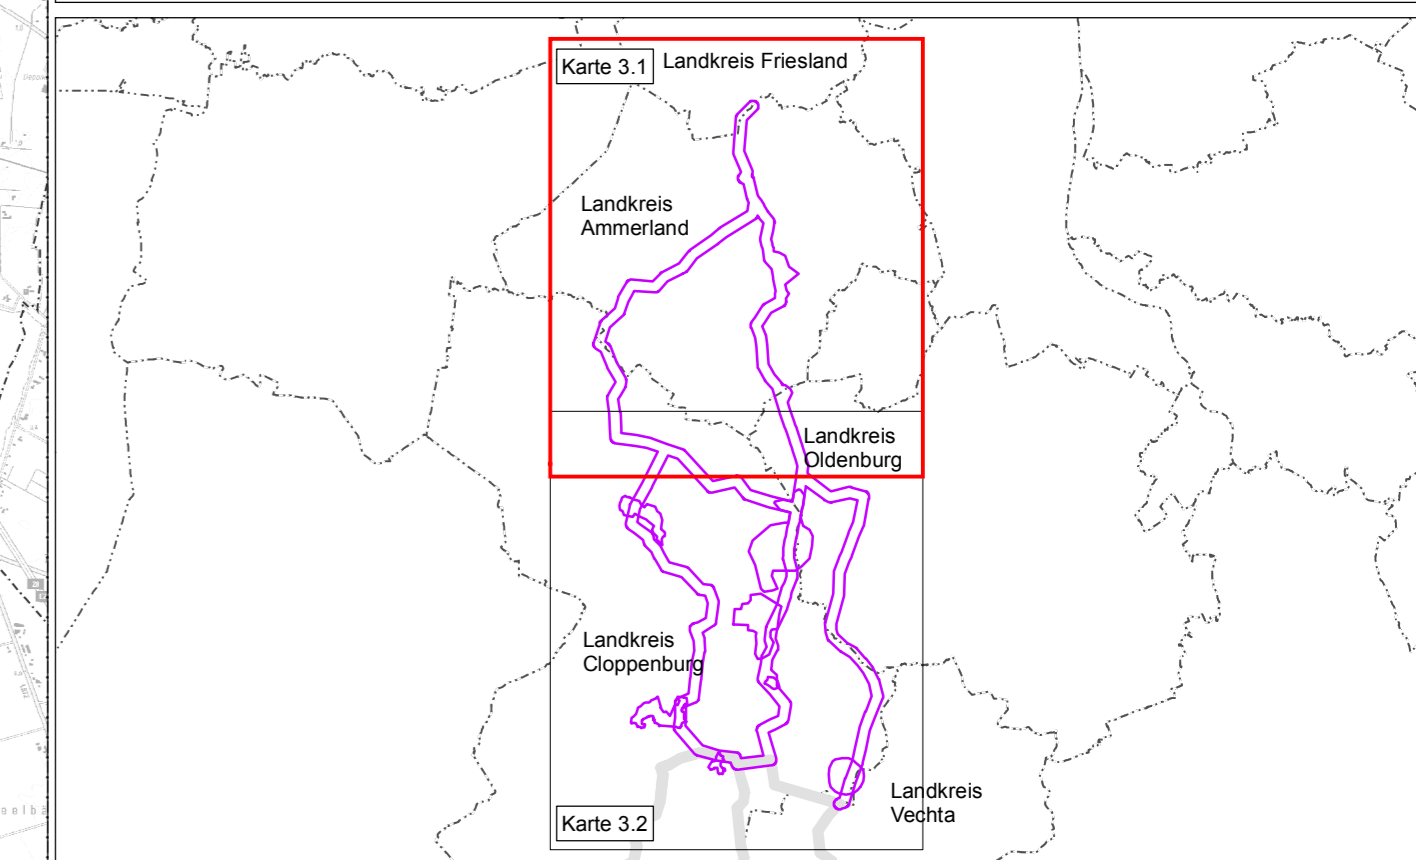 Karte 3.1
Landkreis Friesland
Landkreis
Ammerland
Landkreis
Oldenburg
Landkreis
Cloppenburg
Landkreis
Vechta
Karte 3.2